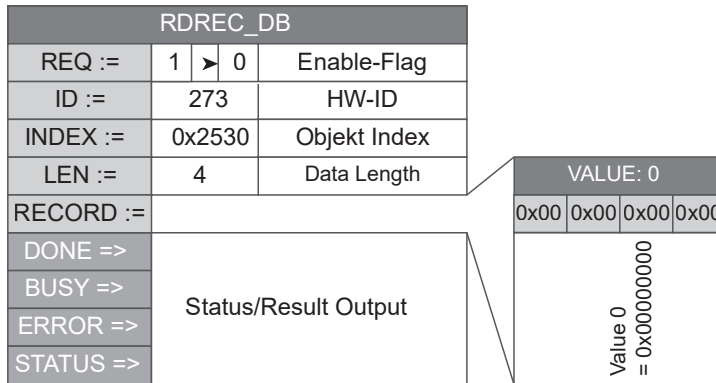 RDREC_DB
REQ := 1 ➤ 0 Enable-Flag
ID := 273 HW-ID
INDEX := 0x2530 Objekt Index
LEN := 4 Data Length
RECORD :=
DONE =>
BUSY =>
ERROR =>
STATUS =>
Status/Result Output
VALUE: 0
0x00 0x00 0x00 0x00
Value 0
= 0x00000000